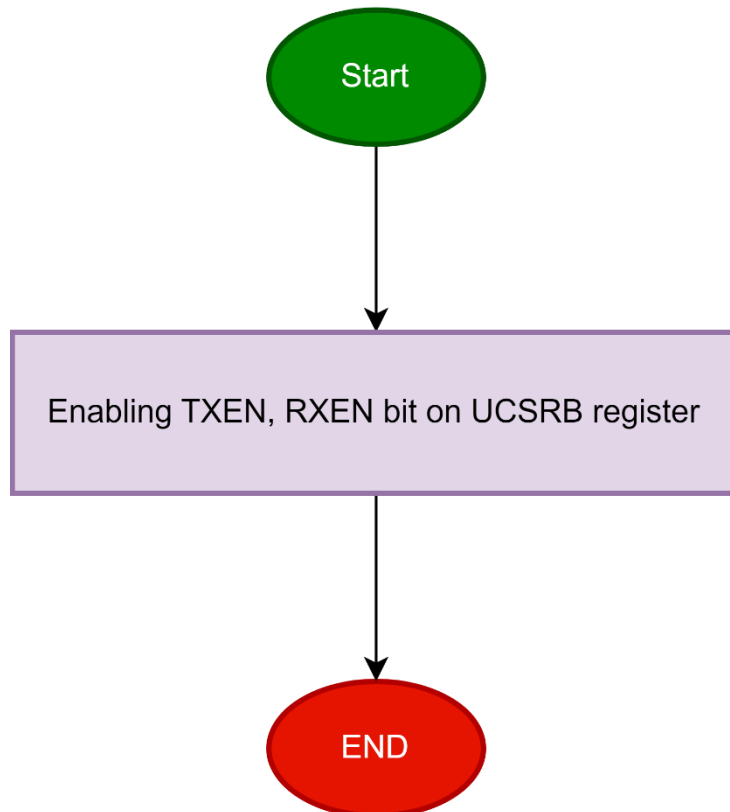 Start
Enabling TXEN, RXEN bit on UCSRB register
END